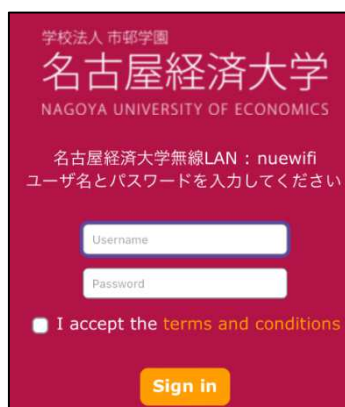 学校法人 市邨学園
名古屋経済大学
NAGOYA UNIVERSITY OF ECONOMICS
名古屋経済大学無線LAN : nuewifi
ユーザ名とパスワードを入力してください
Username
Password
I accept the terms and conditions
Sign in